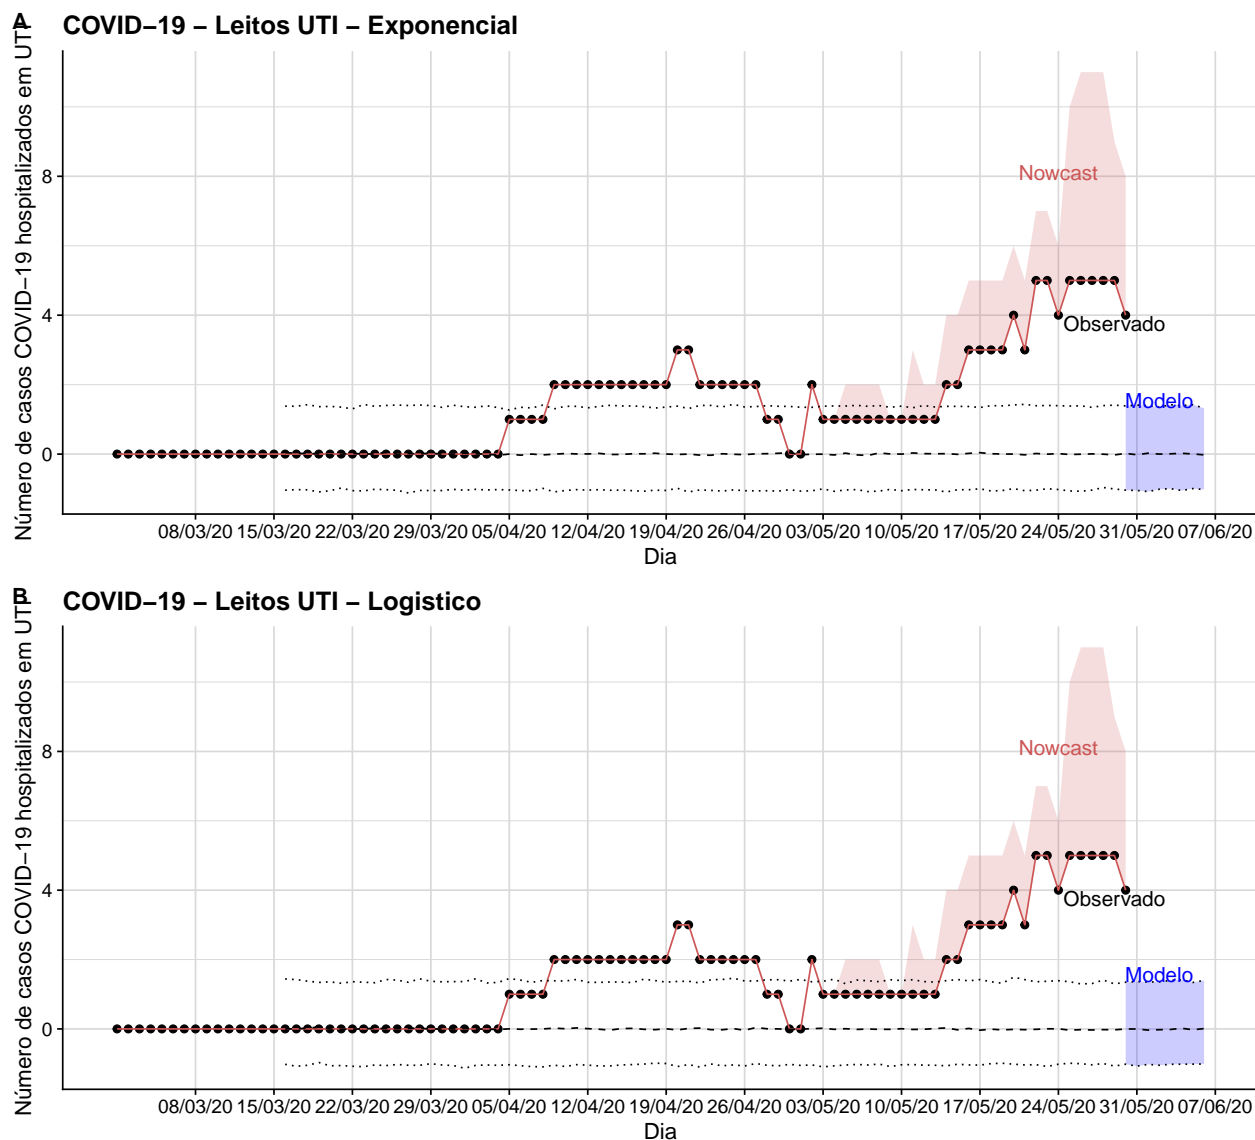 A
COVID−19 − Leitos UTI − Exponencial
Número de casos COVID−19 hospitalizados em UTI
8
4
0
Nowcast
Observado
Modelo
08/03/20 15/03/20 22/03/20 29/03/20 05/04/20 12/04/20 19/04/20 26/04/20 03/05/20 10/05/20 17/05/20 24/05/20 31/05/20 07/06/20
Dia
B
COVID−19 − Leitos UTI − Logistico
Número de casos COVID−19 hospitalizados em UTI
8
4
0
Nowcast
Observado
Modelo
08/03/20 15/03/20 22/03/20 29/03/20 05/04/20 12/04/20 19/04/20 26/04/20 03/05/20 10/05/20 17/05/20 24/05/20 31/05/20 07/06/20
Dia